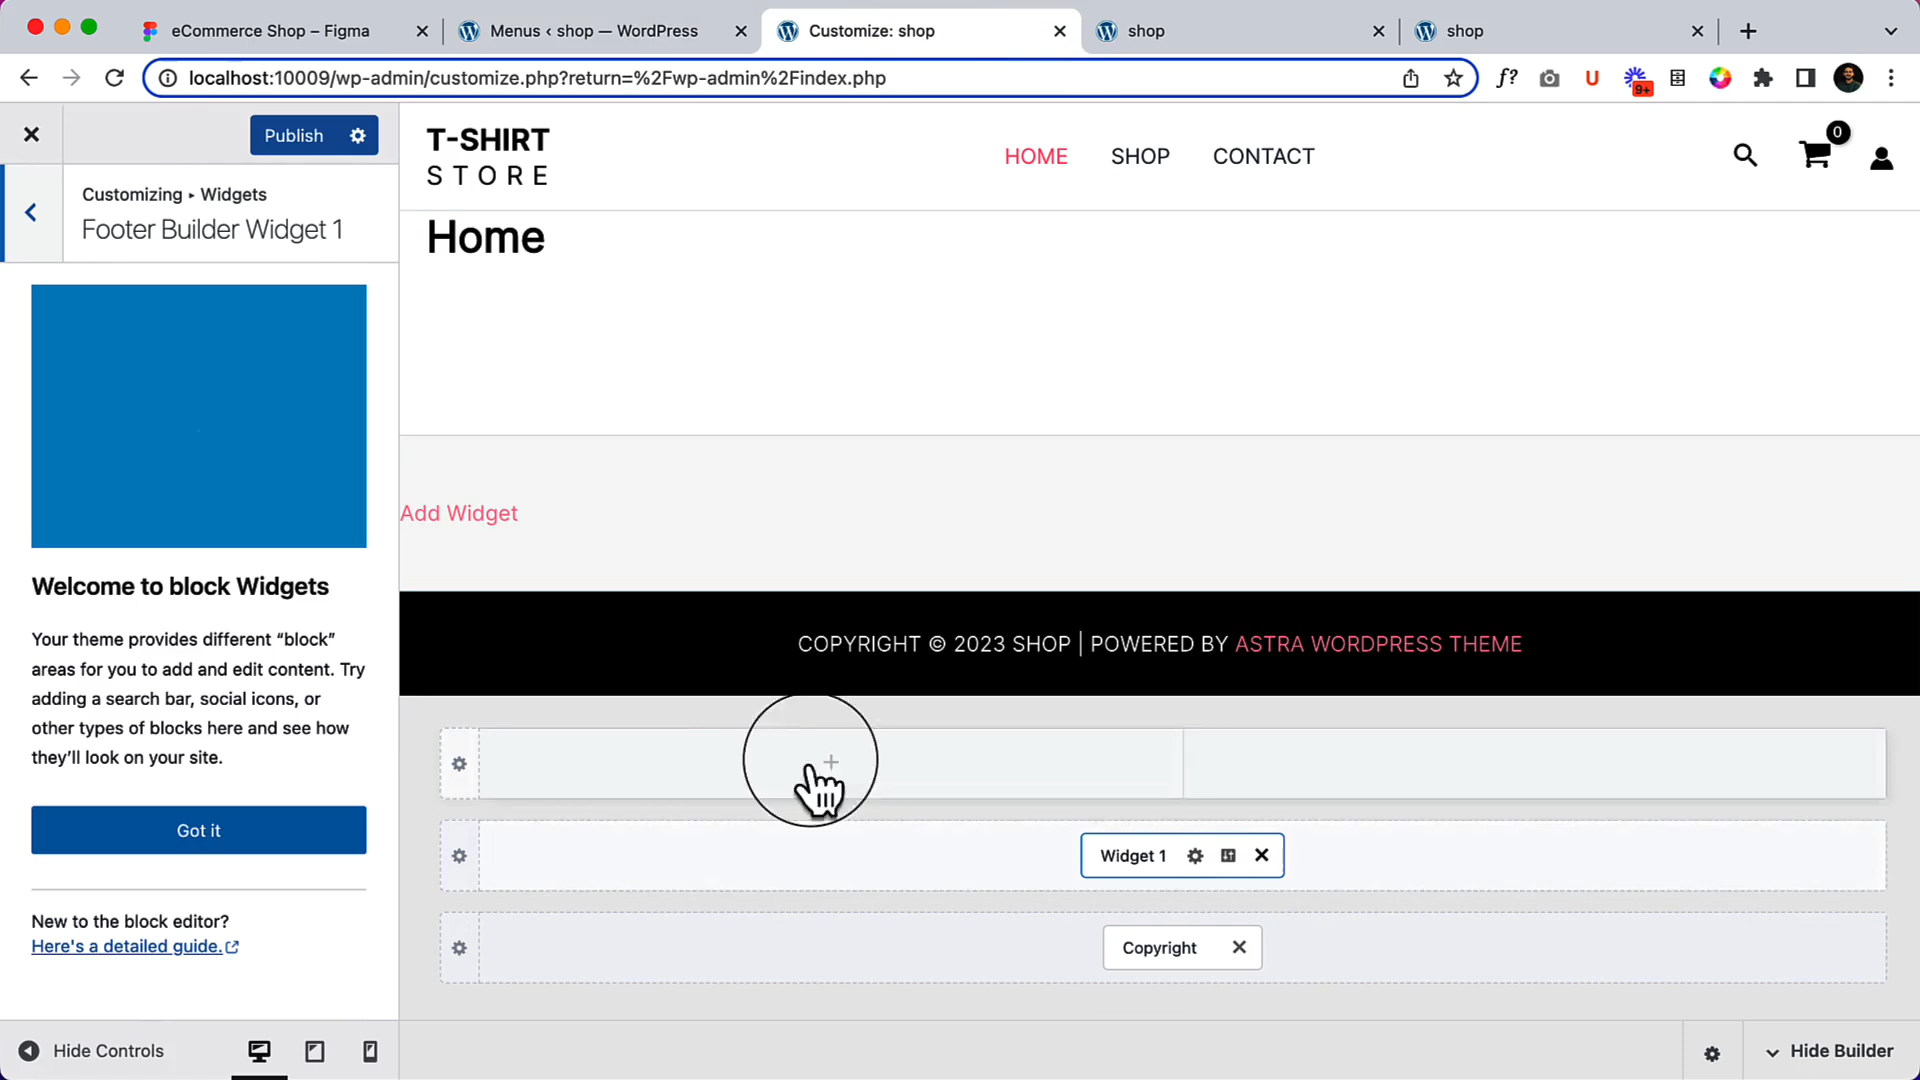 eCommerce Shop – Figma
Menus ‹ shop — WordPress
Customize: shop
shop
shop
localhost:10009/wp-admin/customize.php?return=%2Fwp-admin%2Findex.php
f?
U
9+
Publish
Customizing ▸ Widgets
Footer Builder Widget 1
Welcome to block Widgets
Your theme provides different “block”
areas for you to add and edit content. Try
adding a search bar, social icons, or
other types of blocks here and see how
they’ll look on your site.
Got it
New to the block editor?
Here's a detailed guide.
Hide Controls
T-SHIRT
STORE
HOME
SHOP
CONTACT
0
Home
Add Widget
COPYRIGHT © 2023 SHOP | POWERED BY ASTRA WORDPRESS THEME
Widget 1
Copyright
Hide Builder